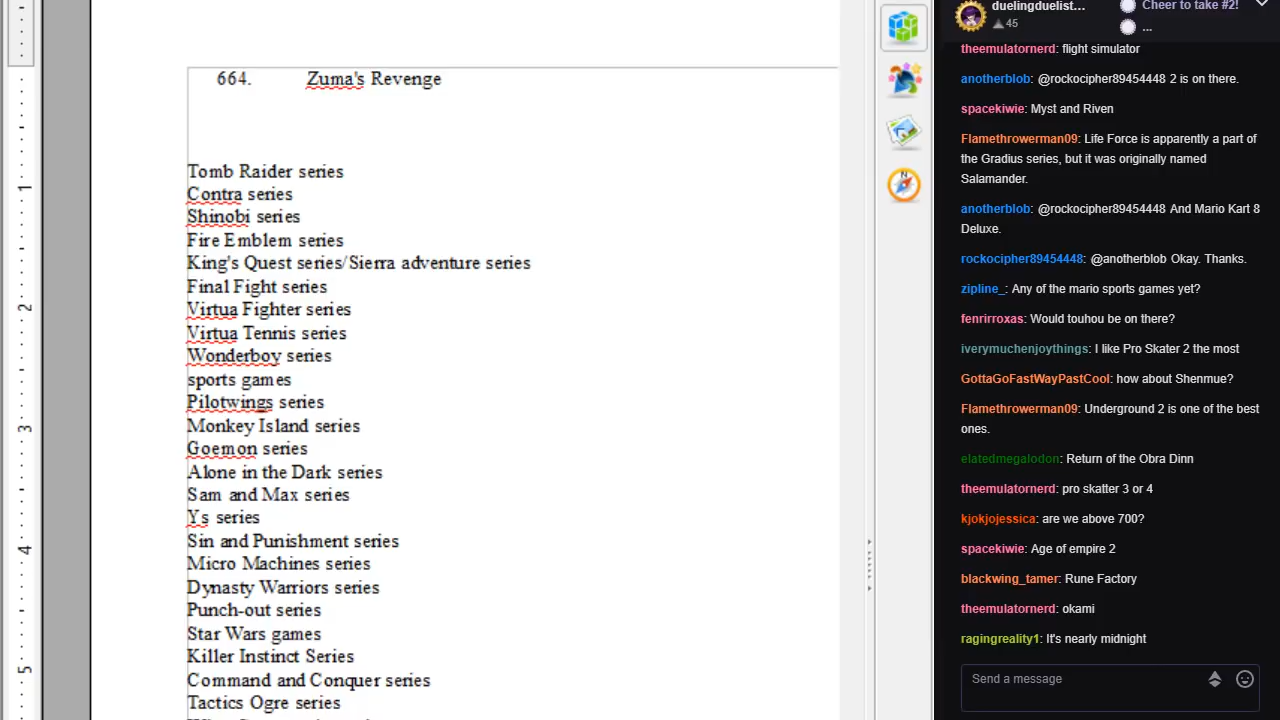 664. Zuma's Revenge
Tomb Raider series
Contra series
Shinobi series
Fire Emblem series
King's Quest series/Sierra adventure series
Final Fight series
Virtua Fighter series
Virtua Tennis series
Wonderboy series
sports games
Pilotwings series
Monkey Island series
Goemon series
Alone in the Dark series
Sam and Max series
Ys series
Sin and Punishment series
Micro Machines series
Dynasty Warriors series
Punch-out series
Star Wars games
Killer Instinct Series
Command and Conquer series
Tactics Ogre series
1
2
3
4
5
duelingduelist...
45
Cheer to take #2!
...
theemulatornerd: flight simulator
anotherblob: @rockocipher89454448 2 is on there.
spacekiwie: Myst and Riven
Flamethrowerman09: Life Force is apparently a part of
the Gradius series, but it was originally named
Salamander.
anotherblob: @rockocipher89454448 And Mario Kart 8
Deluxe.
rockocipher89454448: @anotherblob Okay. Thanks.
zipline_: Any of the mario sports games yet?
fenrirroxas: Would touhou be on there?
iverymuchenjoythings: I like Pro Skater 2 the most
GottaGoFastWayPastCool: how about Shenmue?
Flamethrowerman09: Underground 2 is one of the best
ones.
elatedmegalodon: Return of the Obra Dinn
theemulatornerd: pro skatter 3 or 4
kjokjojessica: are we above 700?
spacekiwie: Age of empire 2
blackwing_tamer: Rune Factory
theemulatornerd: okami
ragingreality1: It's nearly midnight
Send a message